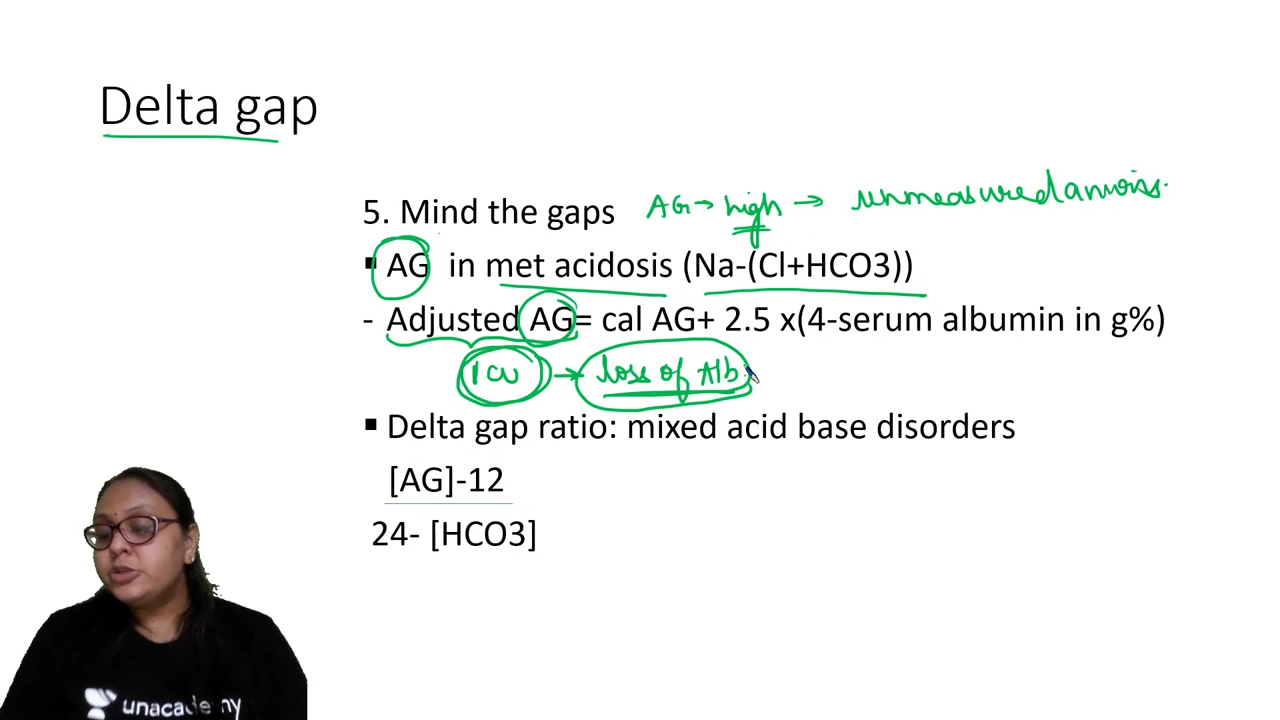 Delta gap
5. Mind the gaps AG → high → unmeasured anions.
▪ AG in met acidosis (Na-(Cl+HCO3))
- Adjusted AG= cal AG+ 2.5 x(4-serum albumin in g%)
ICU → loss of Alb.
▪ Delta gap ratio: mixed acid base disorders
[AG]-12
24- [HCO3]
unacademy